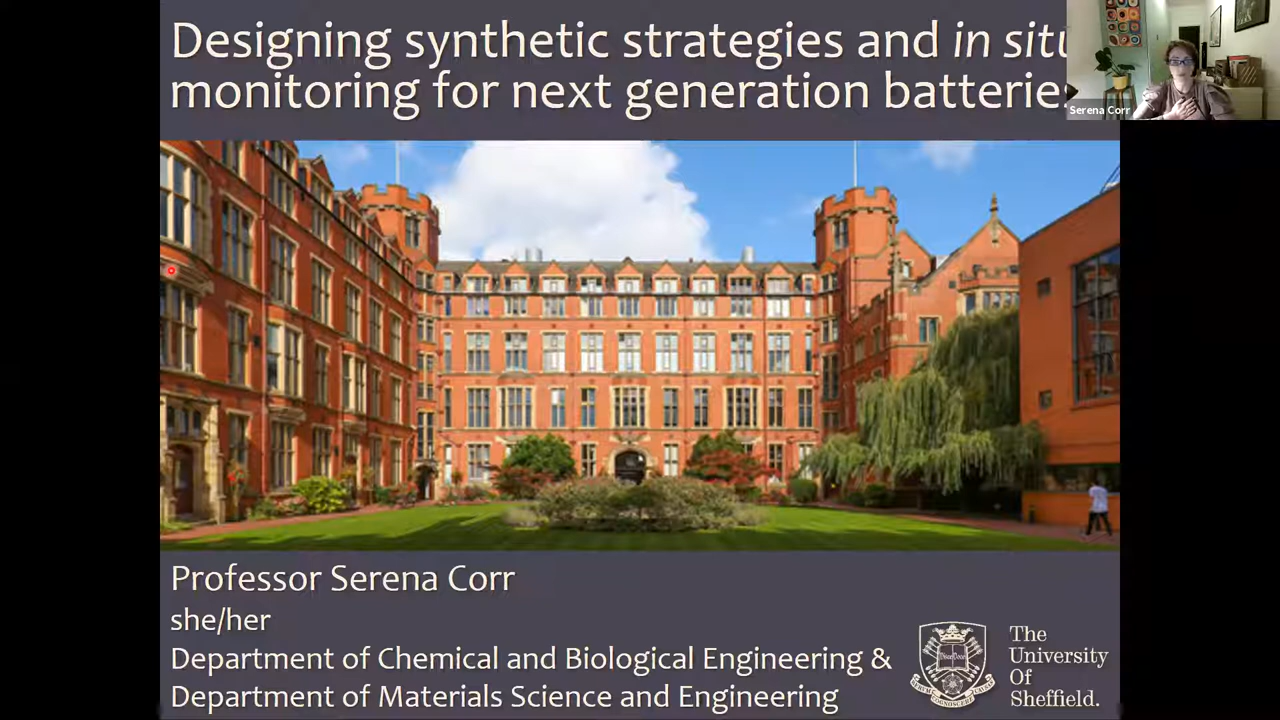 Designing synthetic strategies and in situ
monitoring for next generation batteries
Serena Corr
Professor Serena Corr
she/her
Department of Chemical and Biological Engineering &
Department of Materials Science and Engineering
The
University
Of
Sheffield.